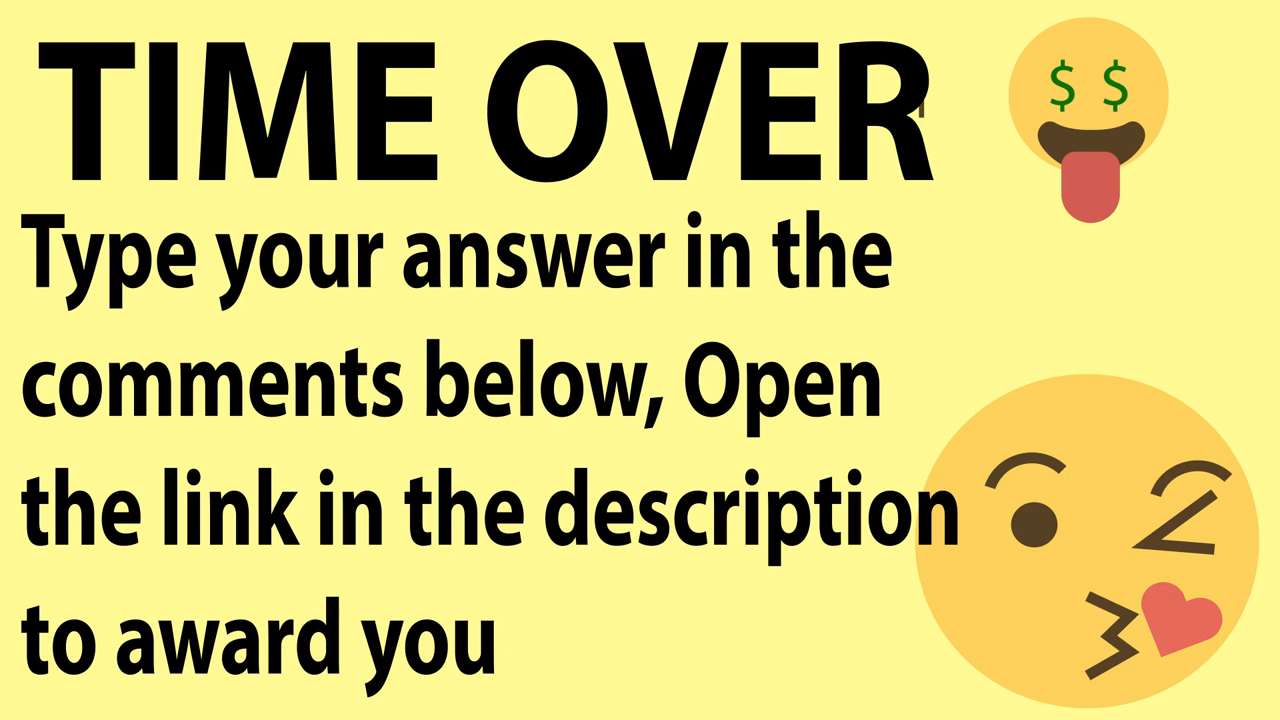 TIME OVER
Type your answer in the
comments below, Open
the link in the description
to award you
$ $